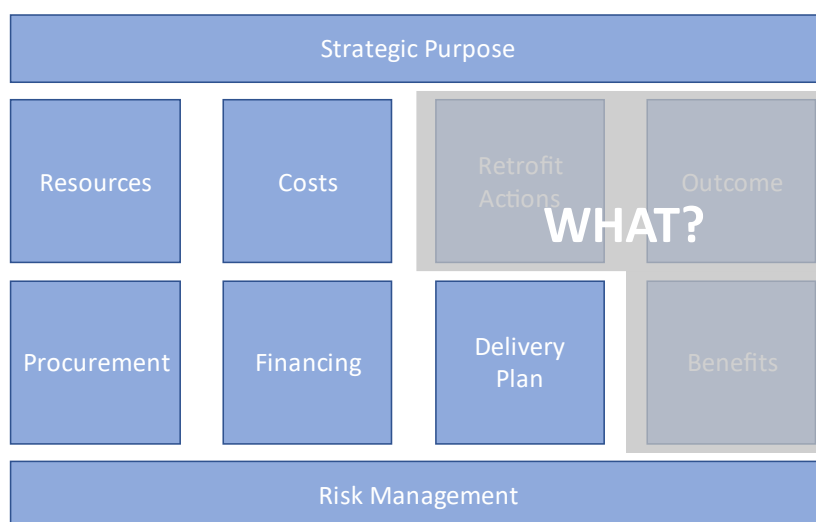 Strategic Purpose
Resources
Costs
Retrofit
Actions
Outcome
WHAT?
Procurement
Financing
Delivery
Plan
Benefits
Risk Management